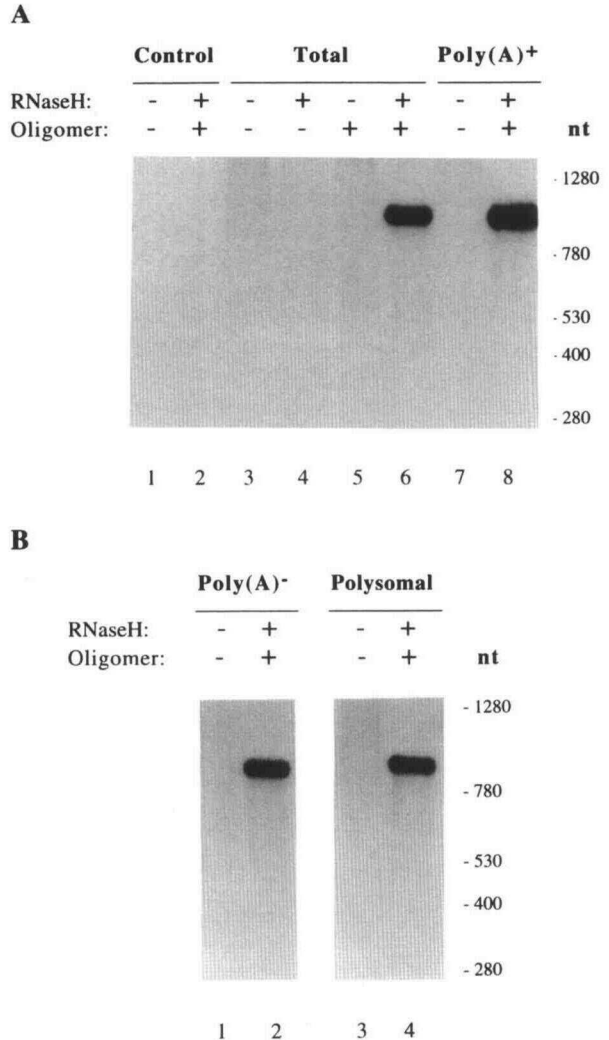 A
Control Total Poly(A)+
RNaseH: - + - + - + - +
Oligomer: - + - - + + - + nt
- 1280
- 780
- 530
- 400
- 280
1 2 3 4 5 6 7 8
B
Poly(A)- Polysomal
RNaseH: - + - +
Oligomer: - + - + nt
- 1280
- 780
- 530
- 400
- 280
1 2 3 4